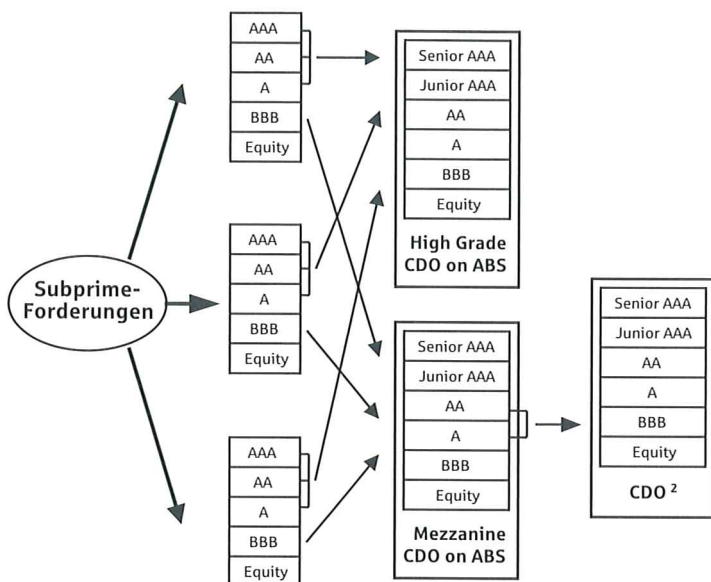 Subprime-
Forderungen
AAA
AA
A
BBB
Equity
AAA
AA
A
BBB
Equity
AAA
AA
A
BBB
Equity
Senior AAA
Junior AAA
AA
A
BBB
Equity
High Grade
CDO on ABS
Senior AAA
Junior AAA
AA
A
BBB
Equity
Mezzanine
CDO on ABS
Senior AAA
Junior AAA
AA
A
BBB
Equity
CDO ²